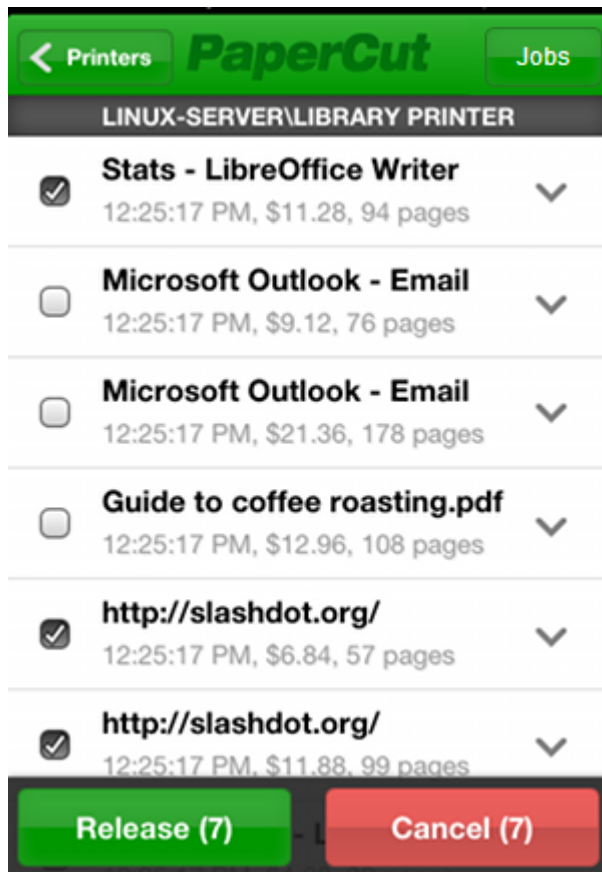 Printers PaperCut Jobs
LINUX-SERVER\LIBRARY PRINTER
Stats - LibreOffice Writer
12:25:17 PM, $11.28, 94 pages
Microsoft Outlook - Email
12:25:17 PM, $9.12, 76 pages
Microsoft Outlook - Email
12:25:17 PM, $21.36, 178 pages
Guide to coffee roasting.pdf
12:25:17 PM, $12.96, 108 pages
http://slashdot.org/
12:25:17 PM, $6.84, 57 pages
http://slashdot.org/
12:25:17 PM, $11.88, 99 pages
Release (7) Cancel (7)